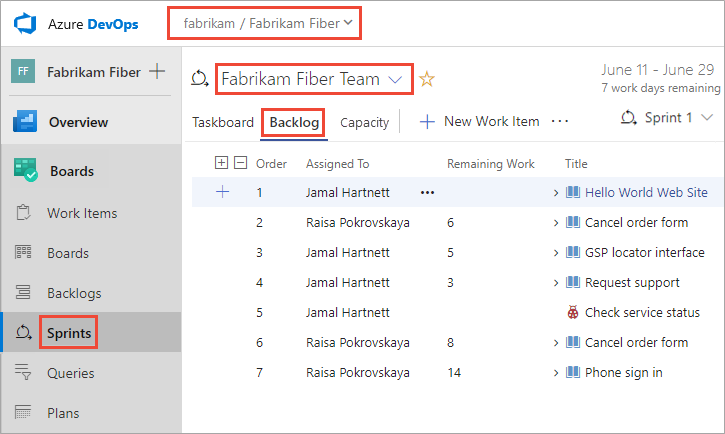 Azure DevOps fabrikam / Fabrikam Fiber
FF Fabrikam Fiber
Overview
Boards
Work Items
Boards
Backlogs
Sprints
Queries
Plans
Fabrikam Fiber Team
June 11 - June 29
7 work days remaining
Taskboard Backlog Capacity New Work Item Sprint 1
Order Assigned To Remaining Work Title
1 Jamal Hartnett Hello World Web Site
2 Raisa Pokrovskaya 6 Cancel order form
3 Jamal Hartnett 5 GSP locator interface
4 Jamal Hartnett 3 Request support
5 Jamal Hartnett Check service status
6 Raisa Pokrovskaya 8 Cancel order form
7 Raisa Pokrovskaya 14 Phone sign in